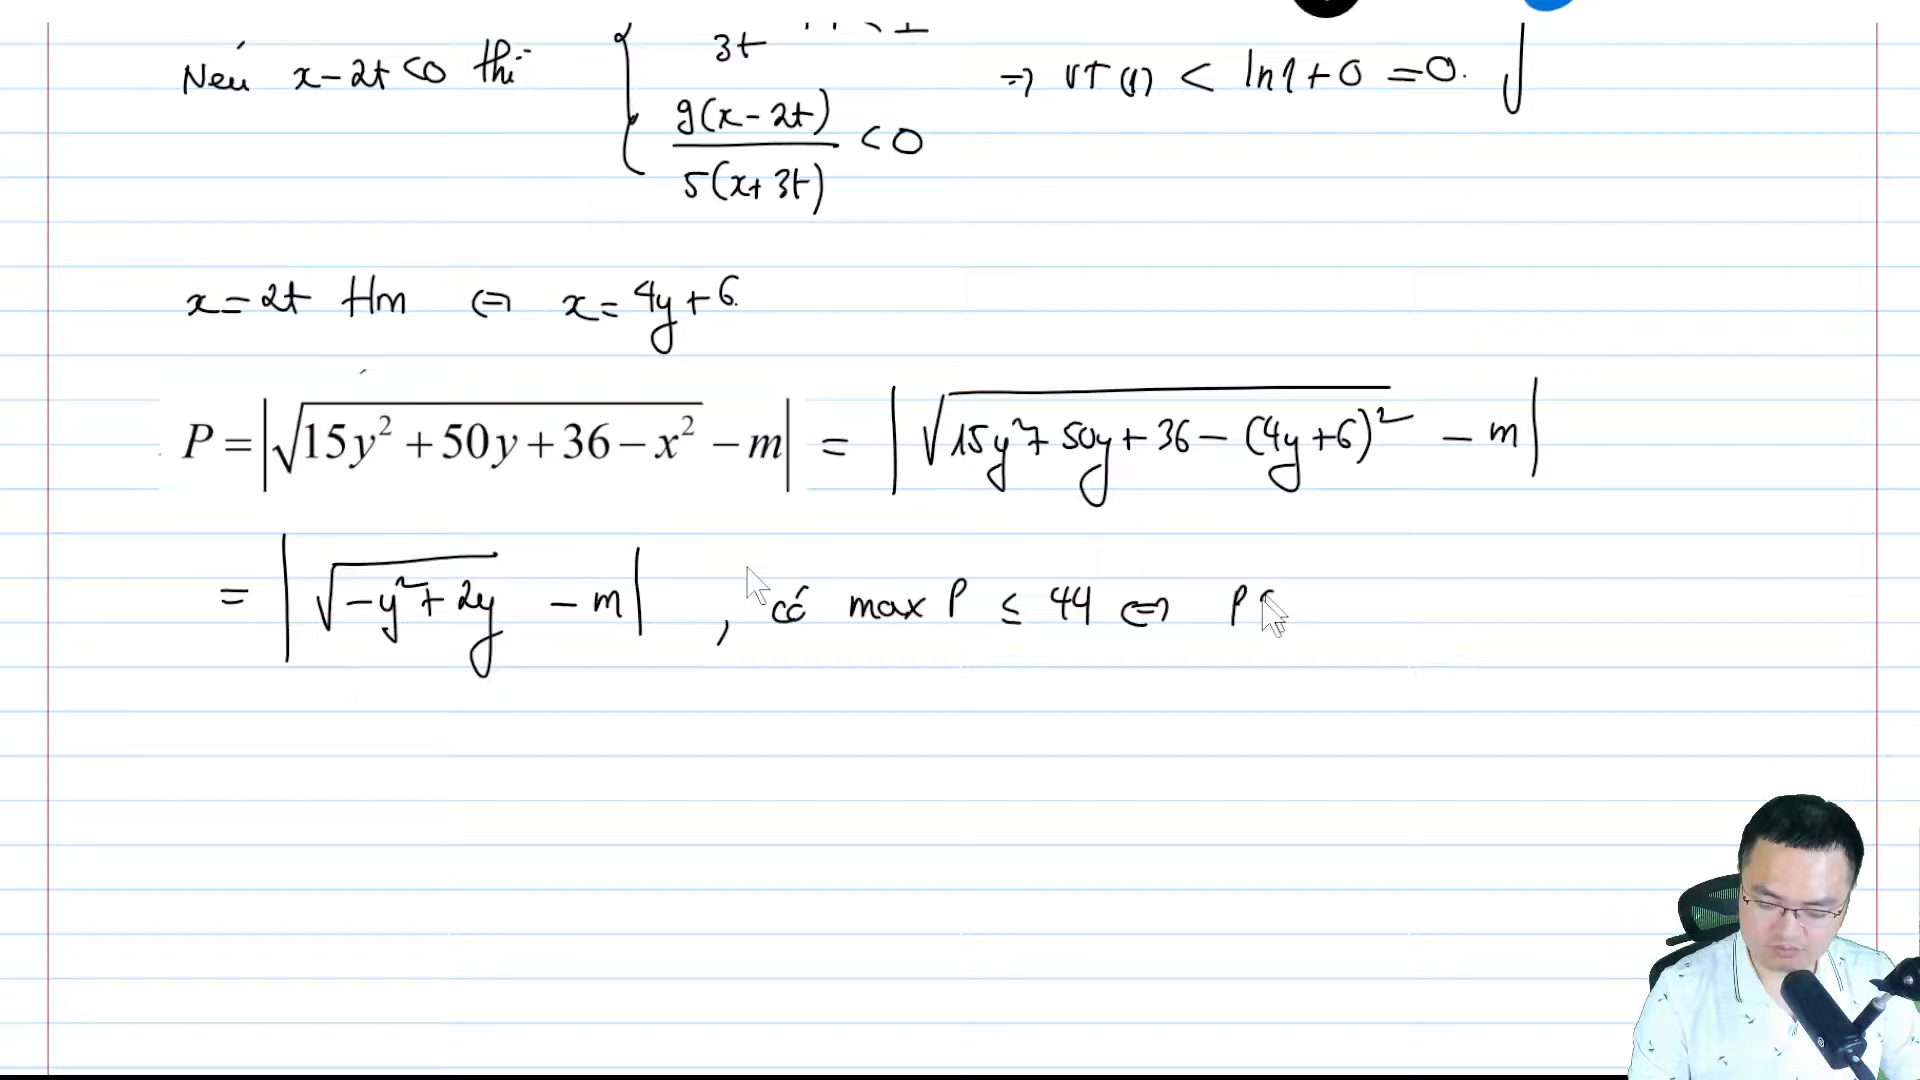 3t
Nếu x - 2t < 0 thì ⇒ VT (1) < ln1 + 0 = 0.
9(x - 2t) / 5(x + 3t) < 0
x = 2t t/m ⇔ x = 4y + 6.
P = |√(15y² + 50y + 36 − x²) − m| = |√(15y² + 50y + 36 − (4y + 6)²) − m|
= |√(−y² + 2y) − m| , có max P ≤ 44 ⇔ P